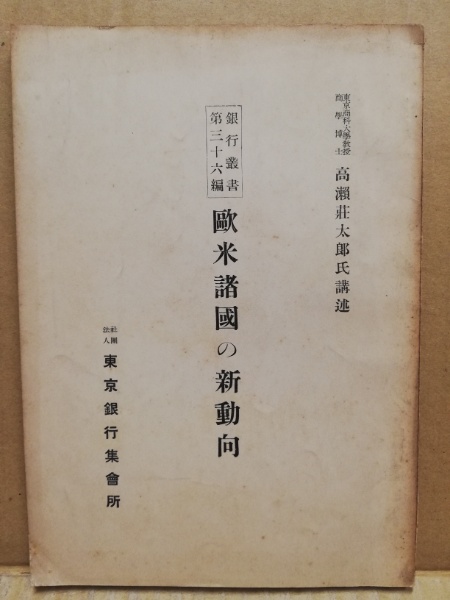 東京商科大學教授
商學博士
高瀨莊太郎氏講述
銀行叢書
第三十六編
歐米諸國の新動向
社團
法人
東京銀行集會所